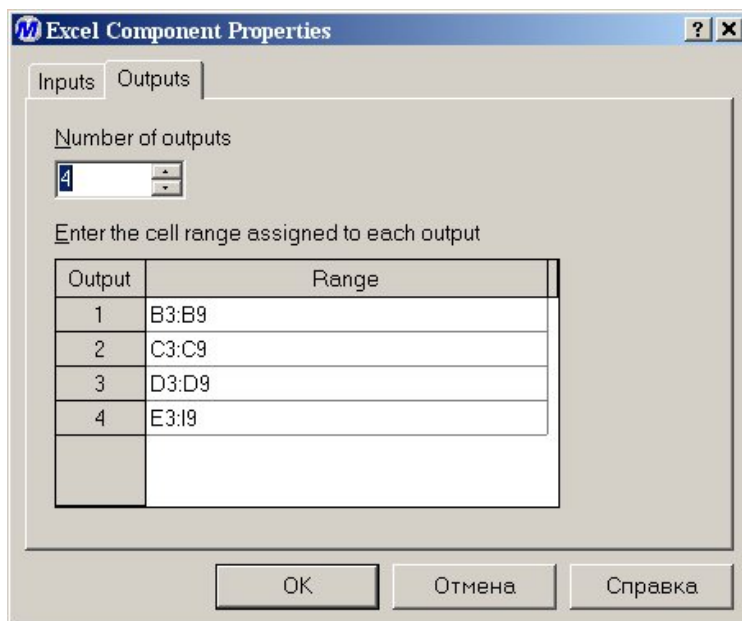 Excel Component Properties
Inputs Outputs
Number of outputs
4
Enter the cell range assigned to each output
Output Range
1 B3:B9
2 C3:C9
3 D3:D9
4 E3:I9
OK Отмена Справка